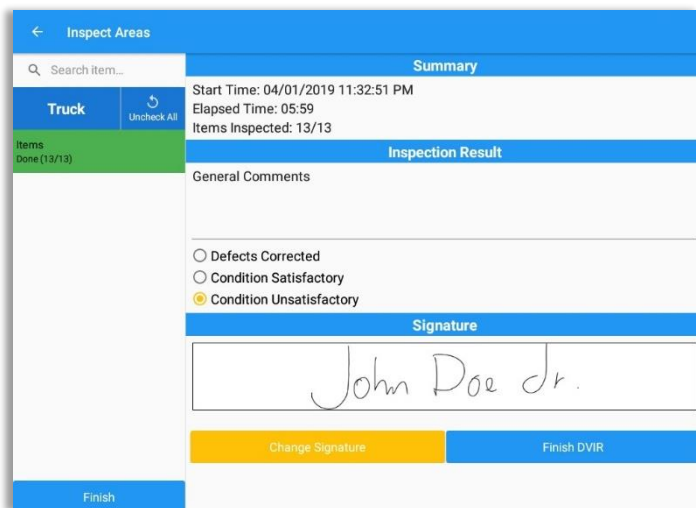 Inspect Areas
Search item...
Truck
Uncheck All
Items
Done (13/13)
Finish
Summary
Start Time: 04/01/2019 11:32:51 PM
Elapsed Time: 05:59
Items Inspected: 13/13
Inspection Result
General Comments
Defects Corrected
Condition Satisfactory
Condition Unsatisfactory
Signature
John Doe Jr.
Change Signature
Finish DVIR